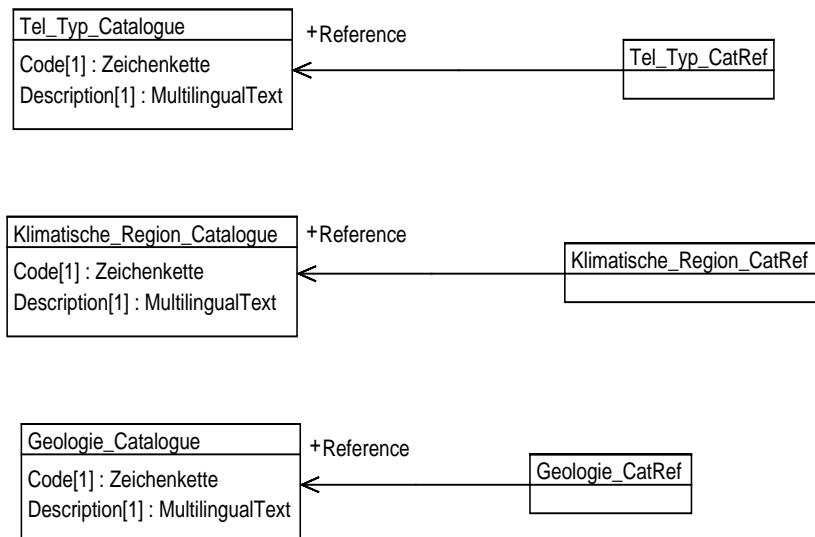 Tel_Typ_Catalogue
Code[1] : Zeichenkette
Description[1] : MultilingualText
+Reference
Tel_Typ_CatRef
Klimatische_Region_Catalogue
Code[1] : Zeichenkette
Description[1] : MultilingualText
+Reference
Klimatische_Region_CatRef
Geologie_Catalogue
Code[1] : Zeichenkette
Description[1] : MultilingualText
+Reference
Geologie_CatRef